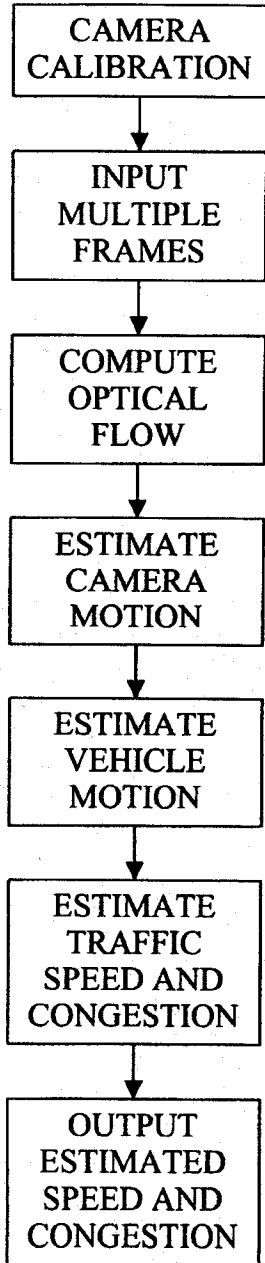 CAMERA
CALIBRATION
INPUT
MULTIPLE
FRAMES
COMPUTE
OPTICAL
FLOW
ESTIMATE
CAMERA
MOTION
ESTIMATE
VEHICLE
MOTION
ESTIMATE
TRAFFIC
SPEED AND
CONGESTION
OUTPUT
ESTIMATED
SPEED AND
CONGESTION